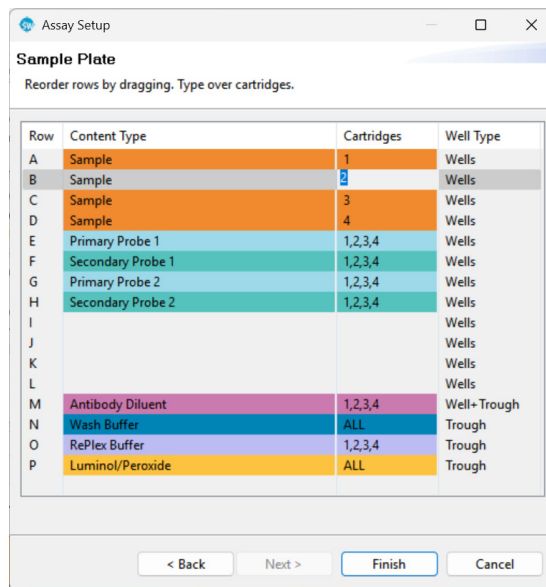 SW Assay Setup
Sample Plate
Reorder rows by dragging. Type over cartridges.
Row Content Type Cartridges Well Type
A Sample 1 Wells
B Sample 2 Wells
C Sample 3 Wells
D Sample 4 Wells
E Primary Probe 1 1,2,3,4 Wells
F Secondary Probe 1 1,2,3,4 Wells
G Primary Probe 2 1,2,3,4 Wells
H Secondary Probe 2 1,2,3,4 Wells
I Wells
J Wells
K Wells
L Wells
M Antibody Diluent 1,2,3,4 Well+Trough
N Wash Buffer ALL Trough
O RePlex Buffer 1,2,3,4 Trough
P Luminol/Peroxide ALL Trough
< Back Next > Finish Cancel